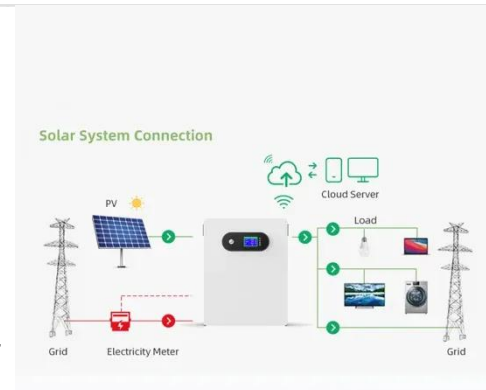 Solar System Connection
Cloud Server
PV
Load
Grid
Electricity Meter
Grid